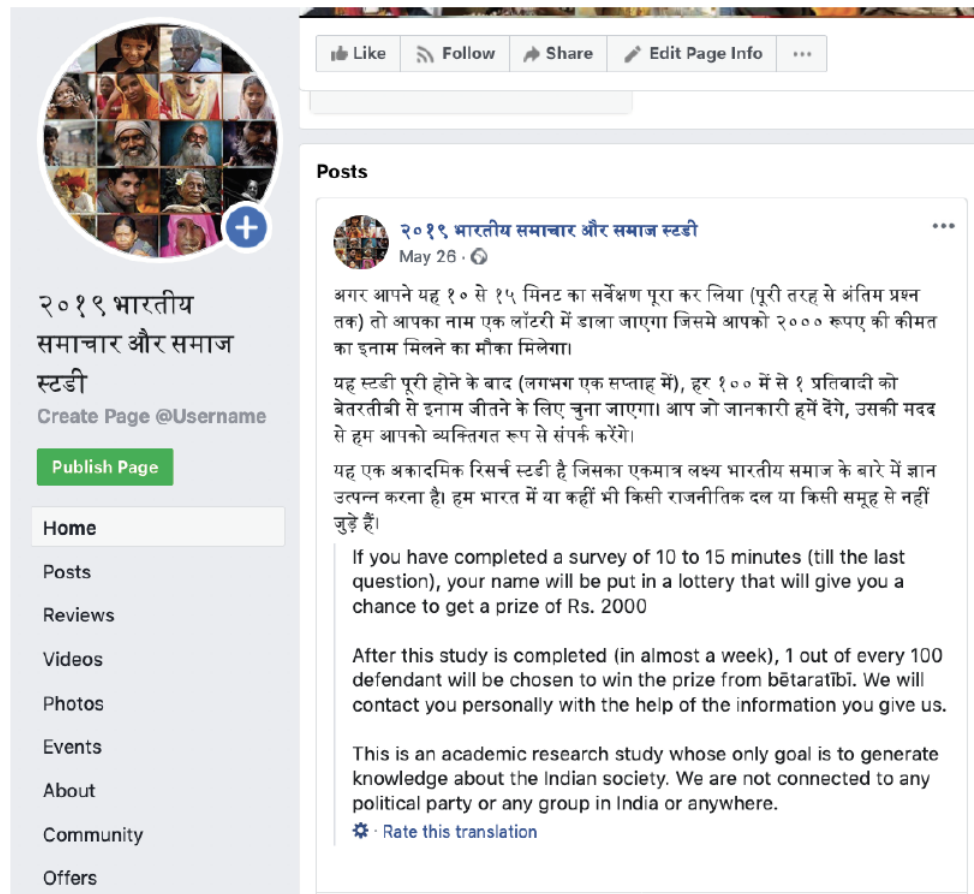 Like
Follow
Share
Edit Page Info
...
Posts
२०१९ भारतीय समाचार और समाज स्टडी
May 26 ·
अगर आपने यह १० से १५ मिनट का सर्वेक्षण पूरा कर लिया (पूरी तरह से अंतिम प्रश्न
तक) तो आपका नाम एक लॉटरी में डाला जाएगा जिसमे आपको २००० रूपए की कीमत
का इनाम मिलने का मौका मिलेगा।
यह स्टडी पूरी होने के बाद (लगभग एक सप्ताह में), हर १०० में से १ प्रतिवादी को
बेतरतीबी से इनाम जीतने के लिए चुना जाएगा। आप जो जानकारी हमें देंगे, उसकी मदद
से हम आपको व्यक्तिगत रूप से संपर्क करेंगे।
यह एक अकादमिक रिसर्च स्टडी है जिसका एकमात्र लक्ष्य भारतीय समाज के बारे में ज्ञान
उत्पन्न करना है। हम भारत में या कहीं भी किसी राजनीतिक दल या किसी समूह से नहीं
जुड़े हैं।
If you have completed a survey of 10 to 15 minutes (till the last
question), your name will be put in a lottery that will give you a
chance to get a prize of Rs. 2000
After this study is completed (in almost a week), 1 out of every 100
defendant will be chosen to win the prize from bētaratībī. We will
contact you personally with the help of the information you give us.
This is an academic research study whose only goal is to generate
knowledge about the Indian society. We are not connected to any
political party or any group in India or anywhere.
· Rate this translation
२०१९ भारतीय
समाचार और समाज
स्टडी
Create Page @Username
Publish Page
Home
Posts
Reviews
Videos
Photos
Events
About
Community
Offers